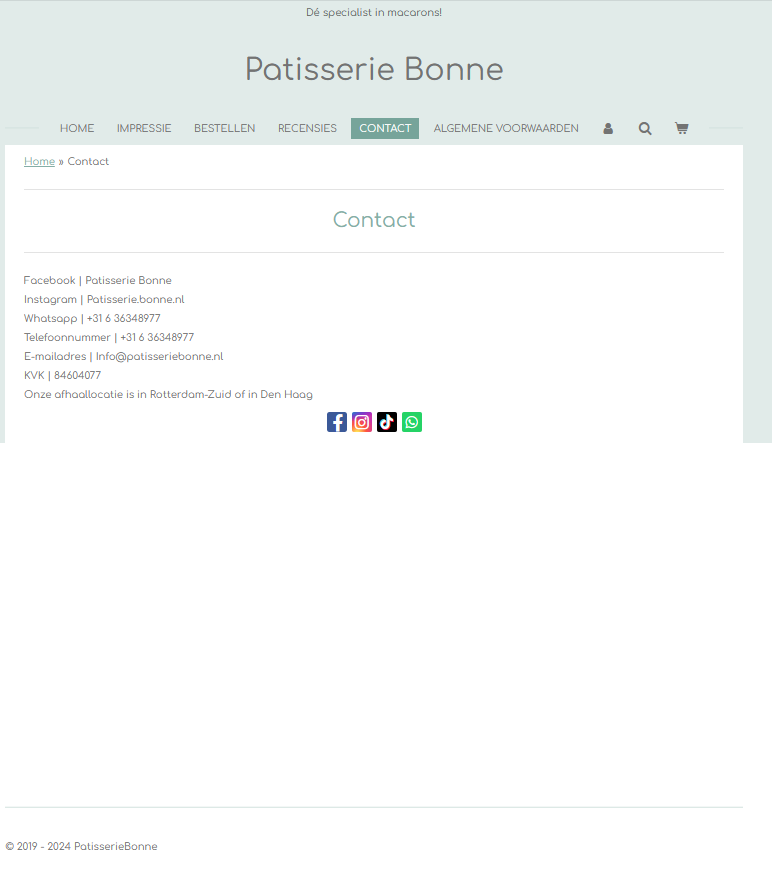 Dé specialist in macarons!
Patisserie Bonne
HOME IMPRESSIE BESTELLEN RECENSIES CONTACT ALGEMENE VOORWAARDEN
Home » Contact
Contact
Facebook | Patisserie Bonne
Instagram | Patisserie.bonne.nl
Whatsapp | +31 6 36348977
Telefoonnummer | +31 6 36348977
E-mailadres | Info@patisseriebonne.nl
KVK | 84604077
Onze afhaallocatie is in Rotterdam-Zuid of in Den Haag
© 2019 - 2024 PatisserieBonne